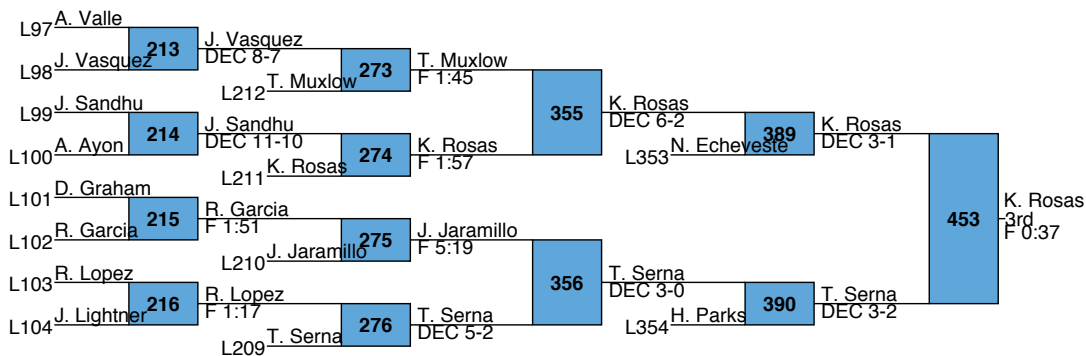 L97 A. Valle
213
L98 J. Vasquez
J. Vasquez
DEC 8-7
L212 T. Muxlow
273
T. Muxlow
F 1:45
L99 J. Sandhu
214
L100 A. Ayon
J. Sandhu
DEC 11-10
L211 K. Rosas
274
K. Rosas
F 1:57
355
K. Rosas
DEC 6-2
L353 N. Echeveste
389
K. Rosas
DEC 3-1
L101 D. Graham
215
L102 R. Garcia
R. Garcia
F 1:51
L210 J. Jaramillo
275
J. Jaramillo
F 5:19
L103 R. Lopez
216
L104 J. Lightner
R. Lopez
F 1:17
L209 T. Serna
276
T. Serna
DEC 5-2
356
T. Serna
DEC 3-0
L354 H. Parks
390
T. Serna
DEC 3-2
453
K. Rosas
3rd
F 0:37